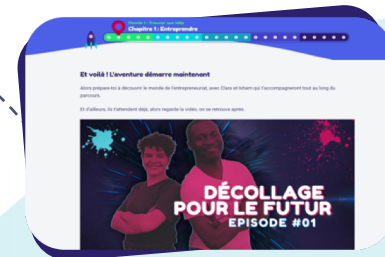 Monde 1 : Trouver son idée
Chapitre 1 : Entreprendre
Et voilà ! L'aventure démarre maintenant
Alors prépare-toi à découvrir le monde de l'entrepreneuriat, avec Clara et Isham qui t'accompagneront tout au long du
parcours.
Et d'ailleurs, ils t'attendent déjà, alors regarde la vidéo, on se retrouve après.
DÉCOLLAGE
POUR LE FUTUR
EPISODE #01